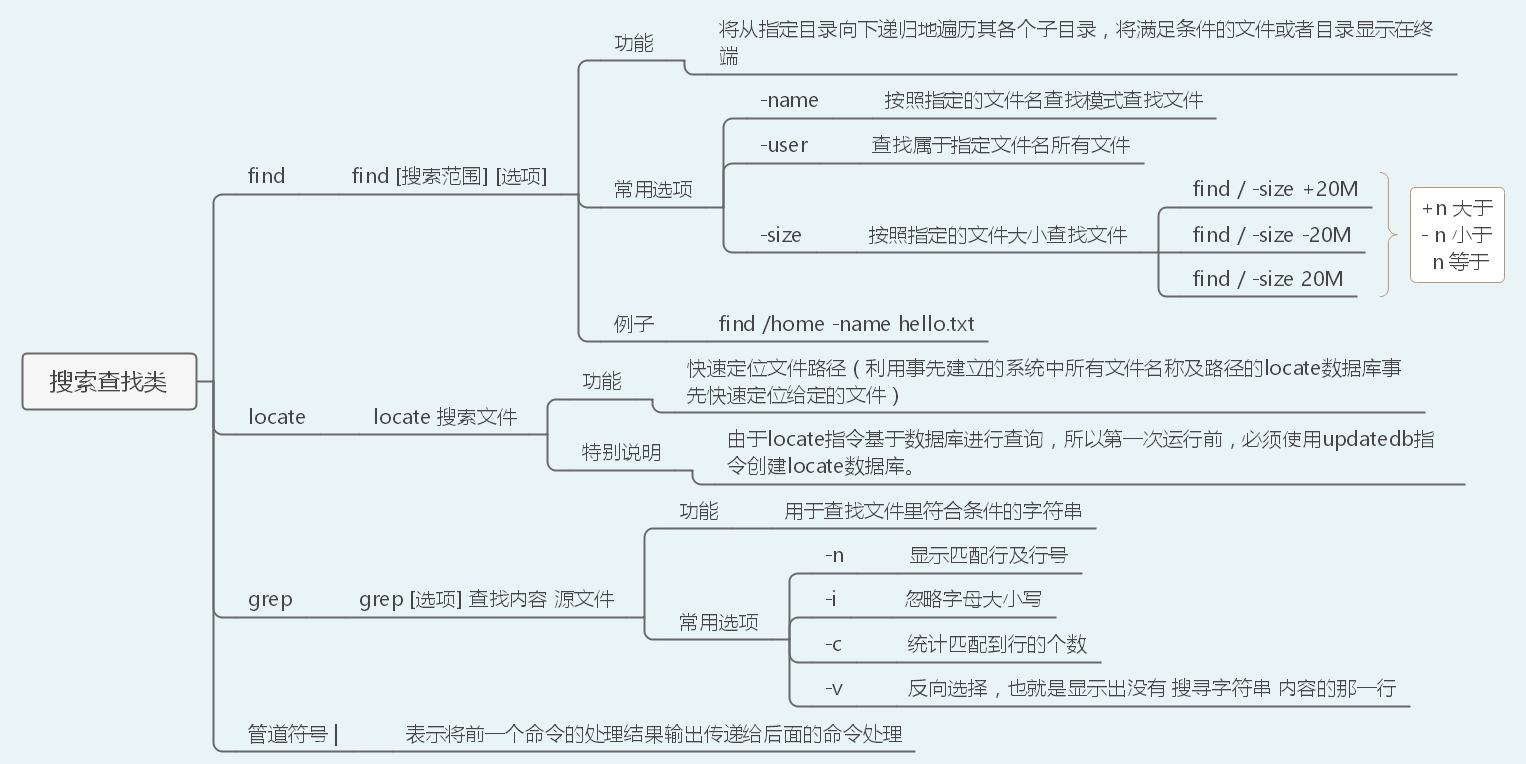 搜索查找类
find
find [搜索范围] [选项]
功能
将从指定目录向下递归地遍历其各个子目录，将满足条件的文件或者目录显示在终
端
常用选项
-name
按照指定的文件名查找模式查找文件
-user
查找属于指定文件名所有文件
-size
按照指定的文件大小查找文件
find / -size +20M
find / -size -20M
find / -size 20M
+n 大于
- n 小于
n 等于
例子
find /home -name hello.txt
locate
locate 搜索文件
功能
快速定位文件路径（利用事先建立的系统中所有文件名称及路径的locate数据库事
先快速定位给定的文件）
特别说明
由于locate指令基于数据库进行查询，所以第一次运行前，必须使用updatedb指
令创建locate数据库。
grep
grep [选项] 查找内容 源文件
功能
用于查找文件里符合条件的字符串
常用选项
-n
显示匹配行及行号
-i
忽略字母大小写
-c
统计匹配到行的个数
-v
反向选择，也就是显示出没有 搜寻字符串 内容的那一行
管道符号 |
表示将前一个命令的处理结果输出传递给后面的命令处理